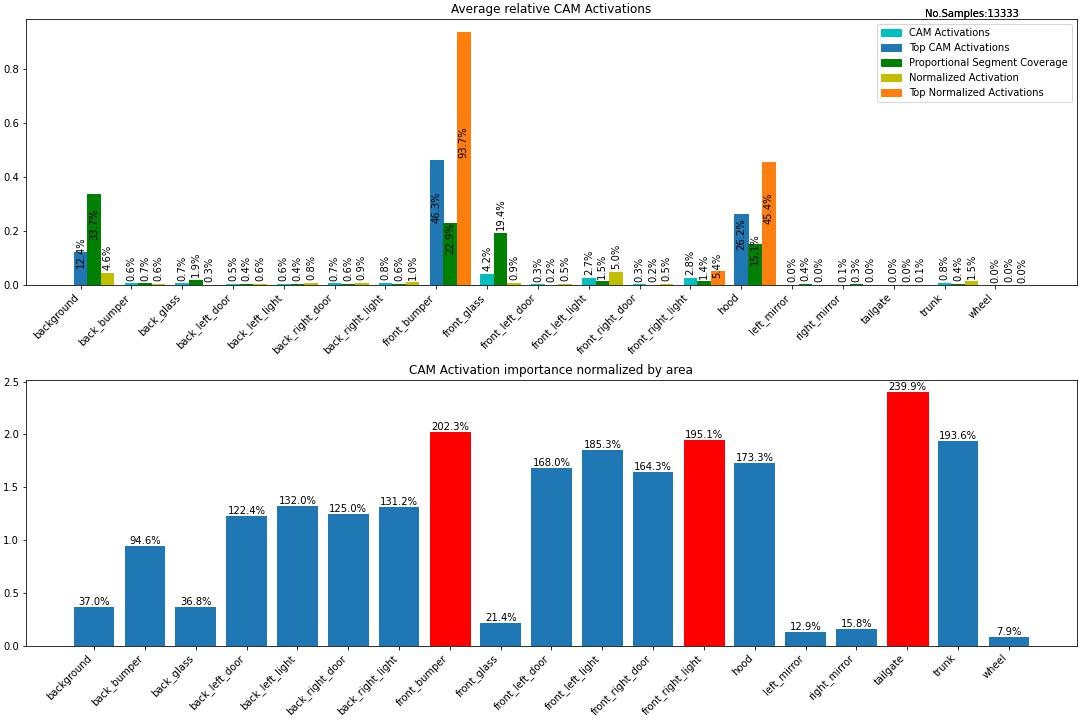 Average relative CAM Activations
No.Samples:13333
CAM Activations
Top CAM Activations
Proportional Segment Coverage
Normalized Activation
Top Normalized Activations
0.8
0.6
0.4
0.2
0.0
12.4% 33.7% 4.6%
0.6% 0.7% 0.6%
0.7% 1.9% 0.3%
0.5% 0.4% 0.6%
0.6% 0.4% 0.8%
0.7% 0.6% 0.9%
0.8% 0.6% 1.0%
46.3% 22.9% 93.7%
4.2% 19.4% 0.9%
0.3% 0.2% 0.5%
2.7% 1.5% 5.0%
0.3% 0.2% 0.5%
2.8% 1.4% 5.4%
26.2% 15.1% 45.4%
0.0% 0.4% 0.0%
0.1% 0.3% 0.0%
0.0% 0.0% 0.1%
0.8% 0.4% 1.5%
0.0% 0.0% 0.0%
background back_bumper back_glass back_left_door back_left_light back_right_door back_right_light front_bumper front_glass front_left_door front_left_light front_right_door front_right_light hood left_mirror right_mirror tailgate trunk wheel
CAM Activation importance normalized by area
2.5
2.0
1.5
1.0
0.5
0.0
37.0% 94.6% 36.8% 122.4% 132.0% 125.0% 131.2% 202.3% 21.4% 168.0% 185.3% 164.3% 195.1% 173.3% 12.9% 15.8% 239.9% 193.6% 7.9%
background back_bumper back_glass back_left_door back_left_light back_right_door back_right_light front_bumper front_glass front_left_door front_left_light front_right_door front_right_light hood left_mirror right_mirror tailgate trunk wheel